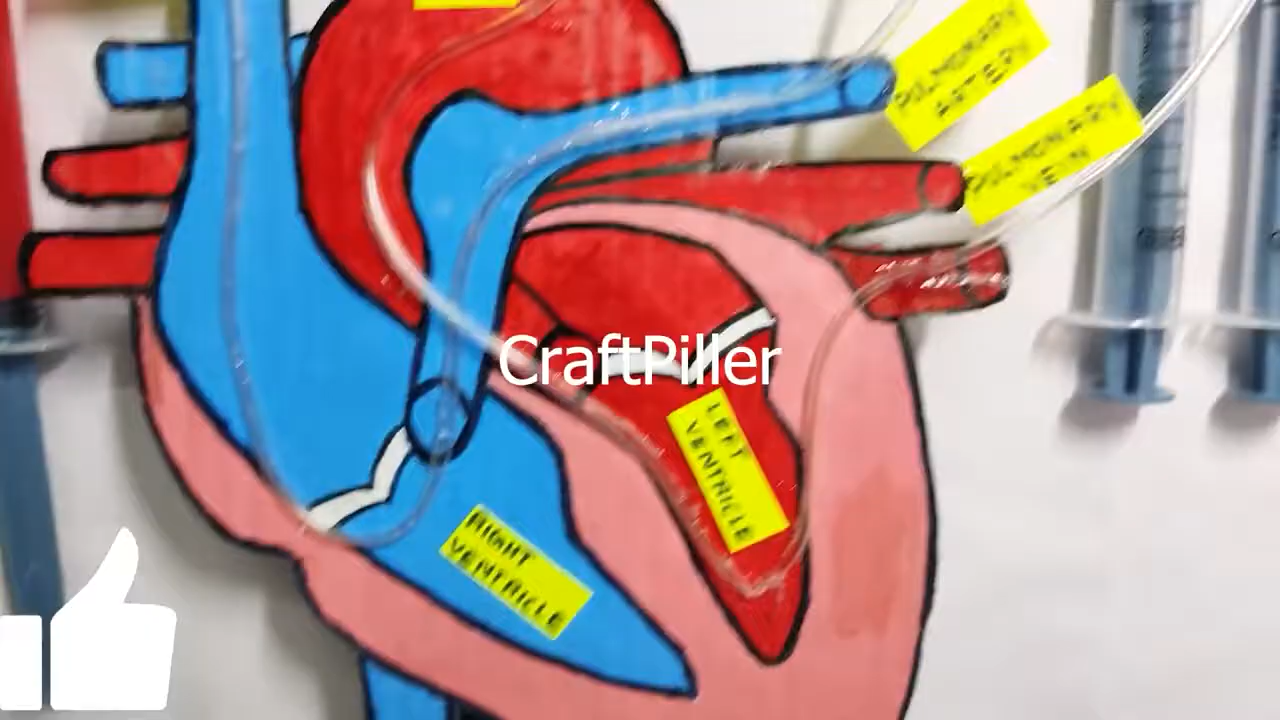 PULMONARY
ARTERY
PULMONARY
VEIN
CraftPiller
LEFT
VENTRICLE
RIGHT
VENTRICLE